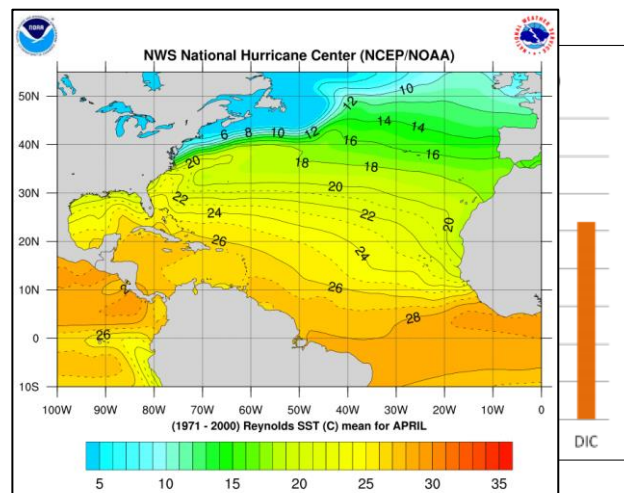 NOAA
NWS National Hurricane Center (NCEP/NOAA)
50N
40N
30N
20N
10N
0
10S
10
12
14
14
6 8 10 12
16
16
20
18
18
22
20
24
22
20
26
24
26
28
2
26
100W 90W 80W 70W 60W 50W 40W 30W 20W 10W 0
(1971 - 2000) Reynolds SST (C) mean for APRIL
5 10 15 20 25 30 35
DIC